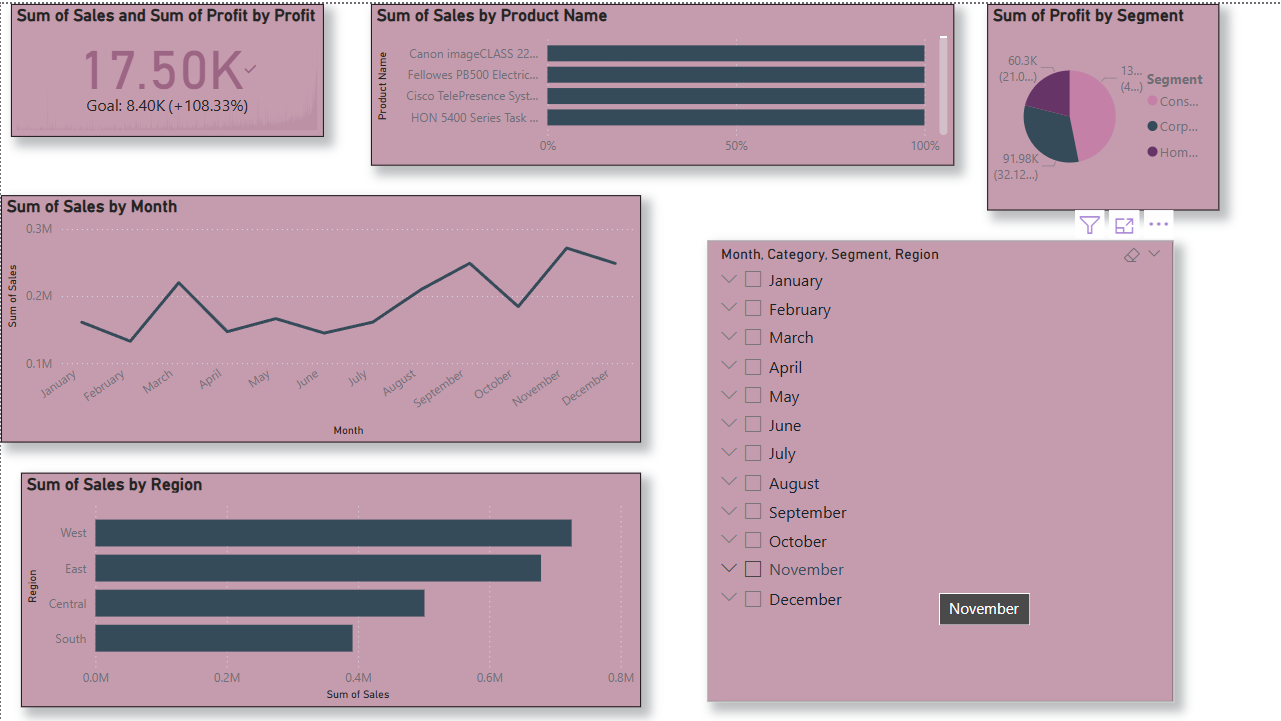 Sum of Sales and Sum of Profit by Profit
17.50K
Goal: 8.40K (+108.33%)
Sum of Sales by Product Name
Product Name
Canon imageCLASS 22...
Fellowes PB500 Electric...
Cisco TelePresence Syst...
HON 5400 Series Task ...
0% 50% 100%
Sum of Profit by Segment
60.3K
(21.0...)
13...
(4...)
91.98K
(32.12...)
Segment
Cons...
Corp...
Hom...
Sum of Sales by Month
Sum of Sales
0.3M
0.2M
0.1M
January February March April May June July August September October November December
Month
Month, Category, Segment, Region
January
February
March
April
May
June
July
August
September
October
November
December
November
Sum of Sales by Region
Region
West
East
Central
South
0.0M 0.2M 0.4M 0.6M 0.8M
Sum of Sales